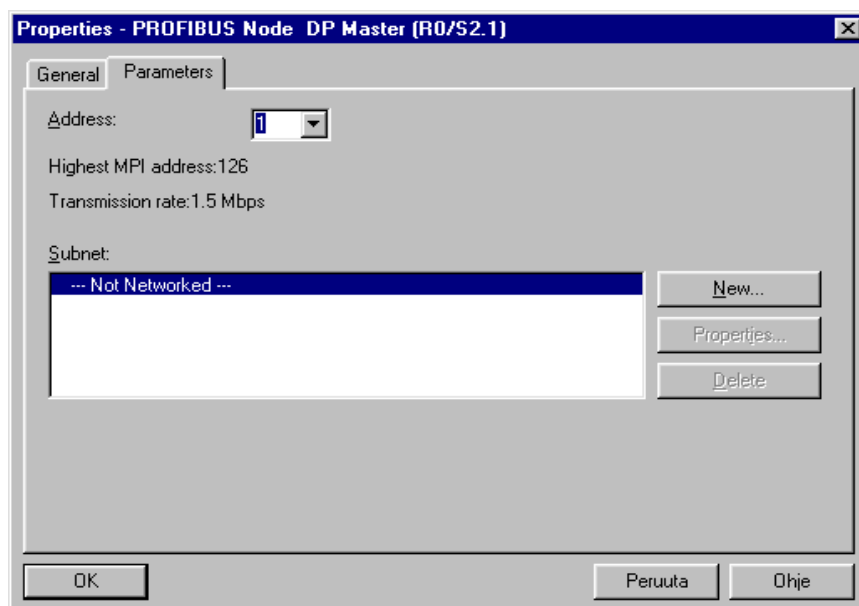 Properties - PROFIBUS Node  DP Master (R0/S2.1)
General Parameters
Address: 1
Highest MPI address:126
Transmission rate:1.5 Mbps
Subnet:
--- Not Networked ---
New...
Properties...
Delete
OK Peruuta Ohje